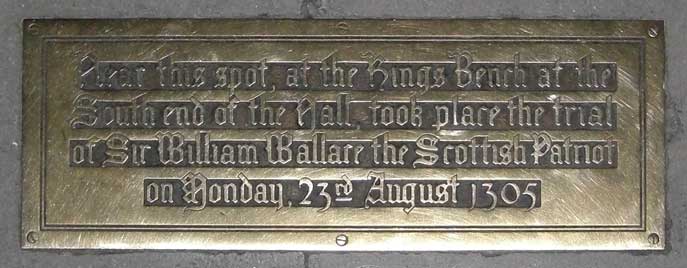 Near this spot, at the Kings Bench at the
South end of the Hall, took place the trial
of Sir William Wallace the Scottish Patriot
on Monday, 23rd August 1305